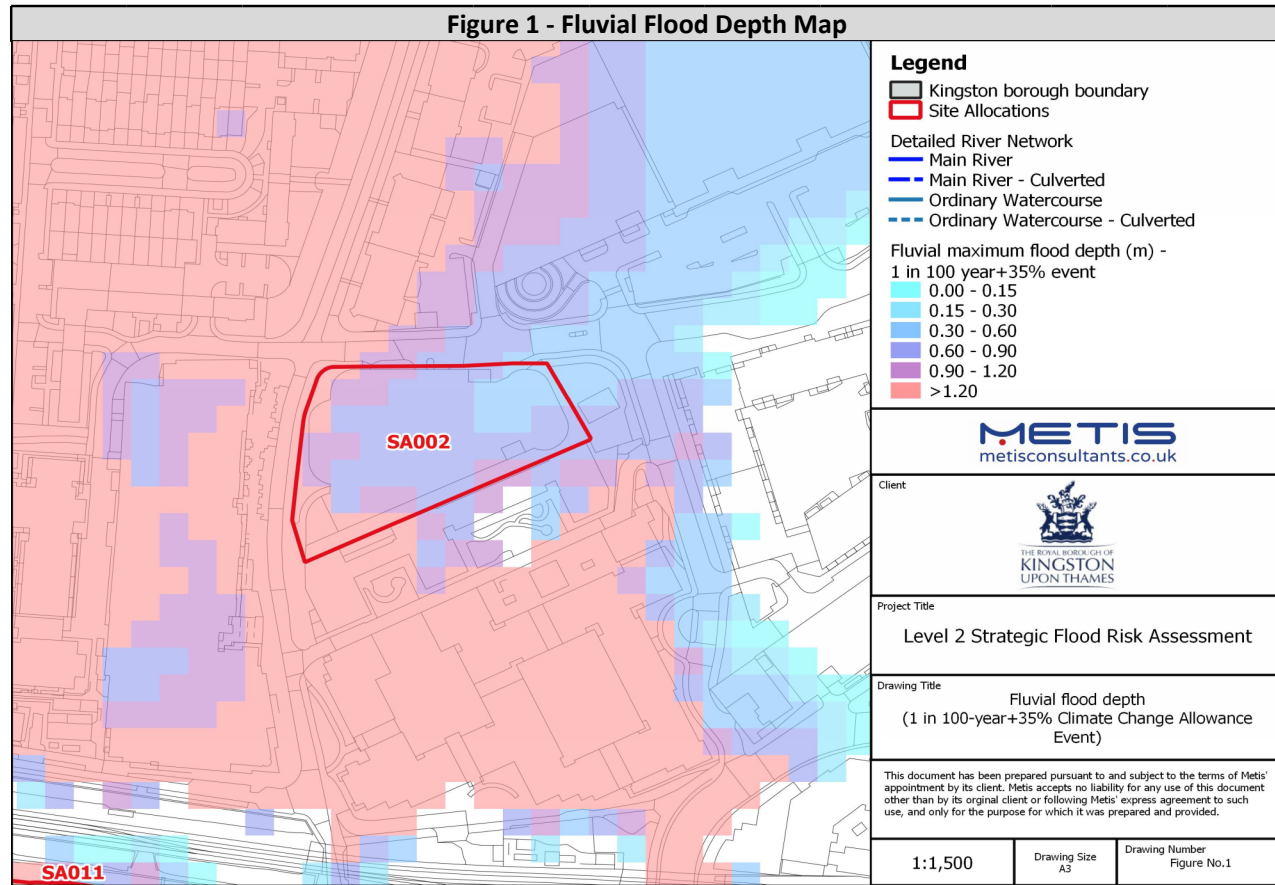 Figure 1 - Fluvial Flood Depth Map
SA002
SA011
Legend
Kingston borough boundary
Site Allocations
Detailed River Network
Main River
Main River - Culverted
Ordinary Watercourse
Ordinary Watercourse - Culverted
Fluvial maximum flood depth (m) -
1 in 100 year+35% event
0.00 - 0.15
0.15 - 0.30
0.30 - 0.60
0.60 - 0.90
0.90 - 1.20
>1.20
METIS
metisconsultants.co.uk
Client
THE ROYAL BOROUGH OF
KINGSTON
UPON THAMES
Project Title
Level 2 Strategic Flood Risk Assessment
Drawing Title
Fluvial flood depth
(1 in 100-year+35% Climate Change Allowance
Event)
This document has been prepared pursuant to and subject to the terms of Metis'
appointment by its client. Metis accepts no liability for any use of this document
other than by its orginal client or following Metis' express agreement to such
use, and only for the purpose for which it was prepared and provided.
1:1,500
Drawing Size
A3
Drawing Number
Figure No.1